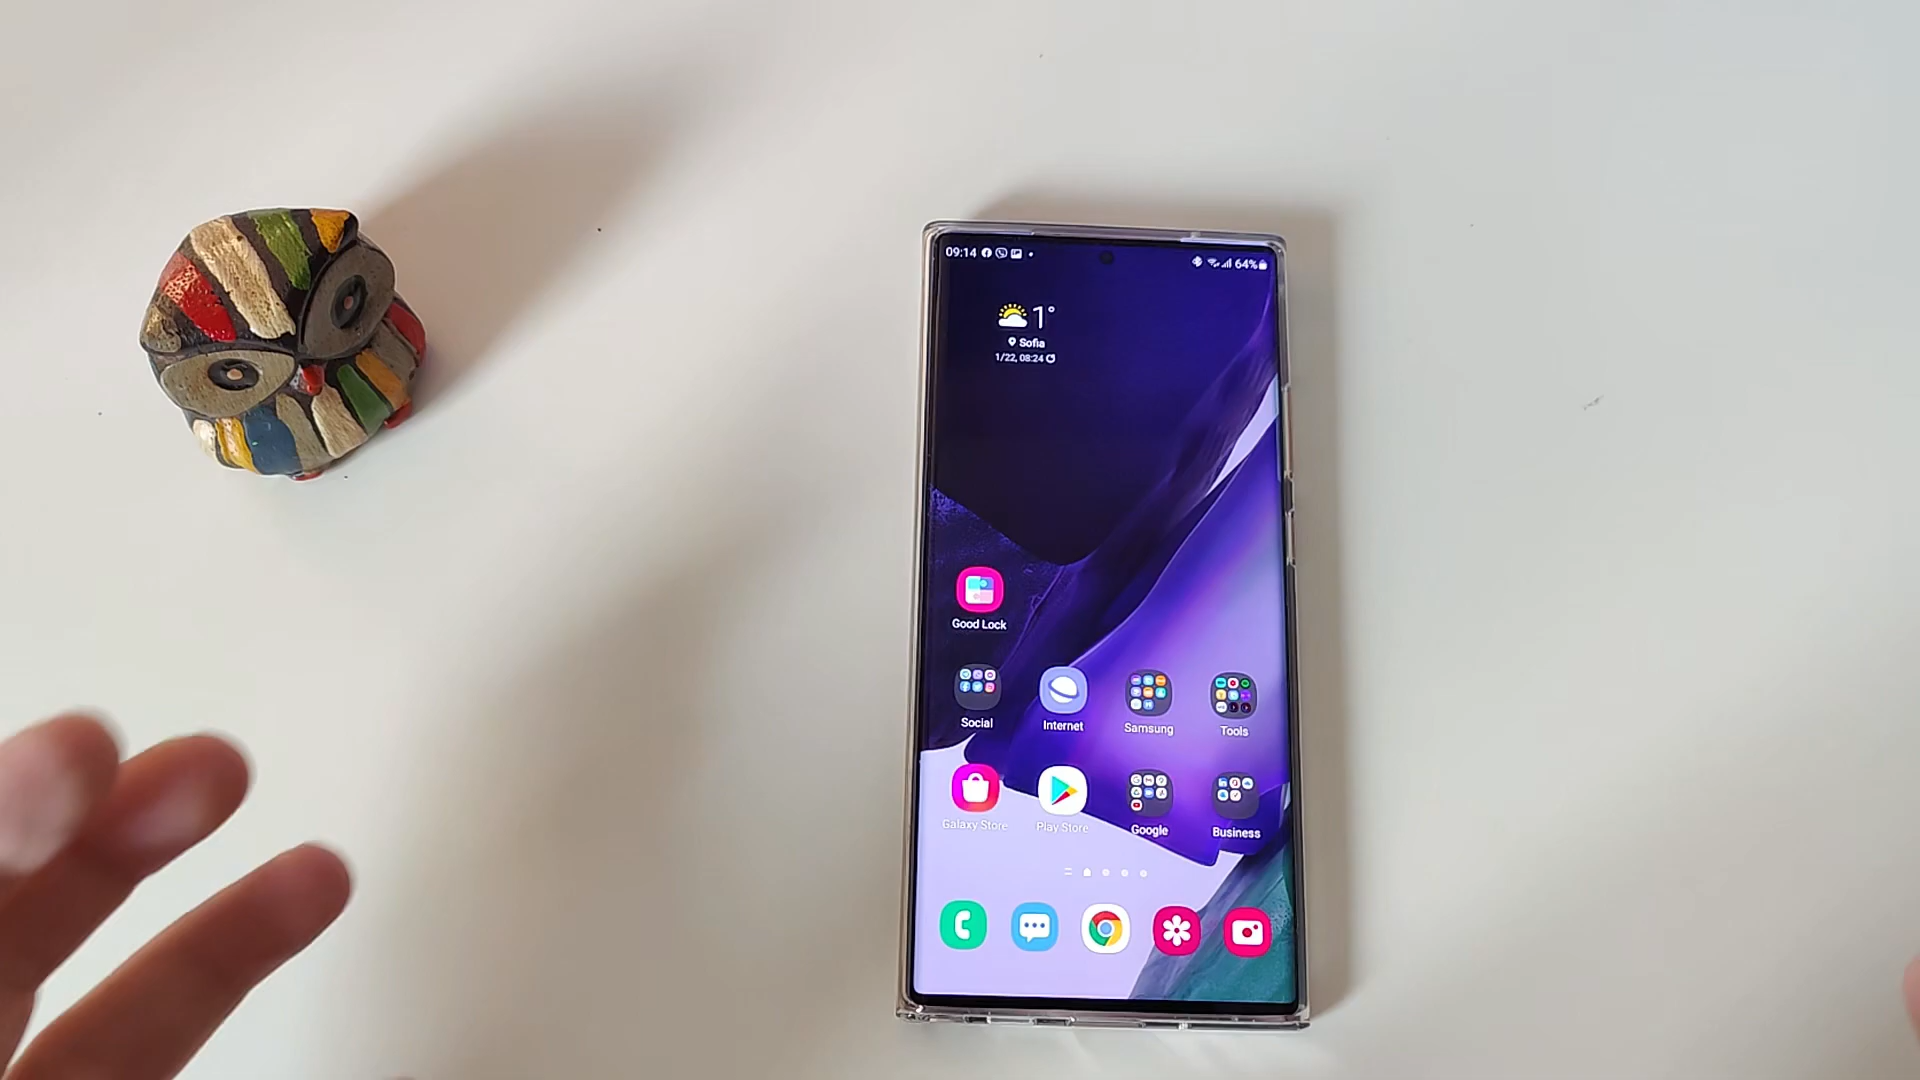 09:14
64%
1°
Sofia
1/22, 08:24
Good Lock
Social Internet Samsung Tools
Galaxy Store Play Store Google Business